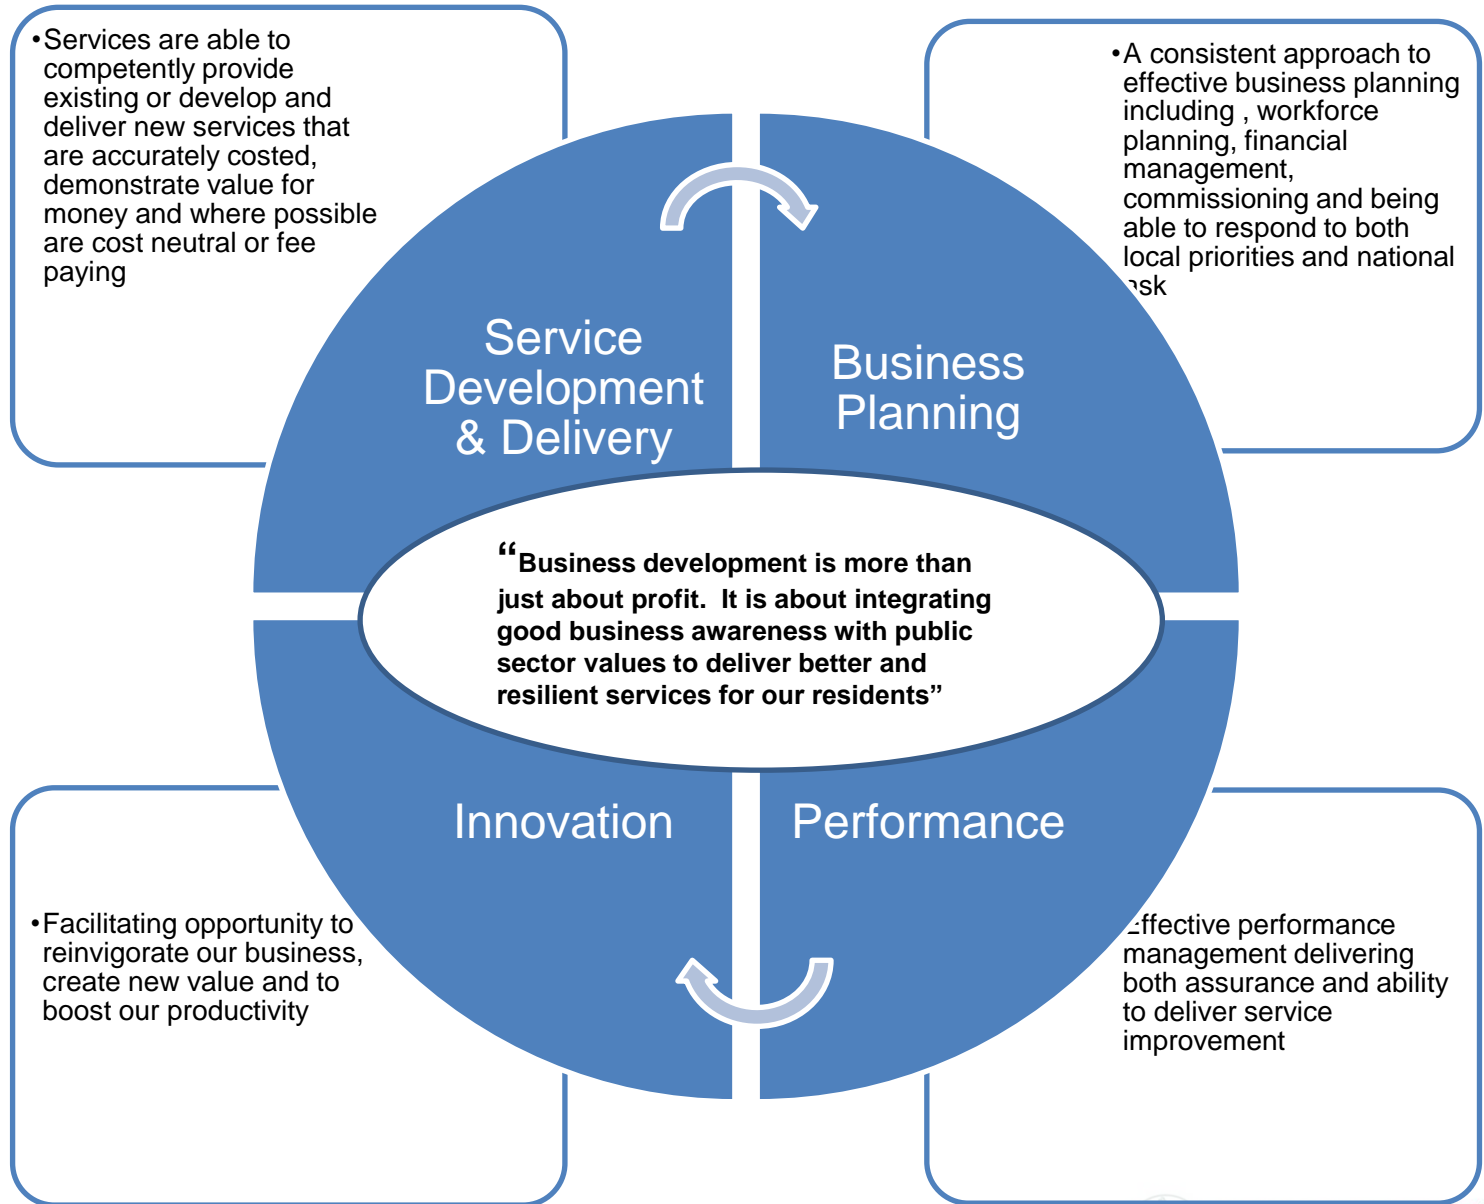 •Services are able to
competently provide
existing or develop and
deliver new services that
are accurately costed,
demonstrate value for
money and where possible
are cost neutral or fee
paying
•A consistent approach to
effective business planning
including , workforce
planning, financial
management,
commissioning and being
able to respond to both
local priorities and national
ask
Service
Development
& Delivery
Business
Planning
“Business development is more than
just about profit.  It is about integrating
good business awareness with public
sector values to deliver better and
resilient services for our residents”
Innovation
Performance
•Facilitating opportunity to
reinvigorate our business,
create new value and to
boost our productivity
Effective performance
management delivering
both assurance and ability
to deliver service
improvement